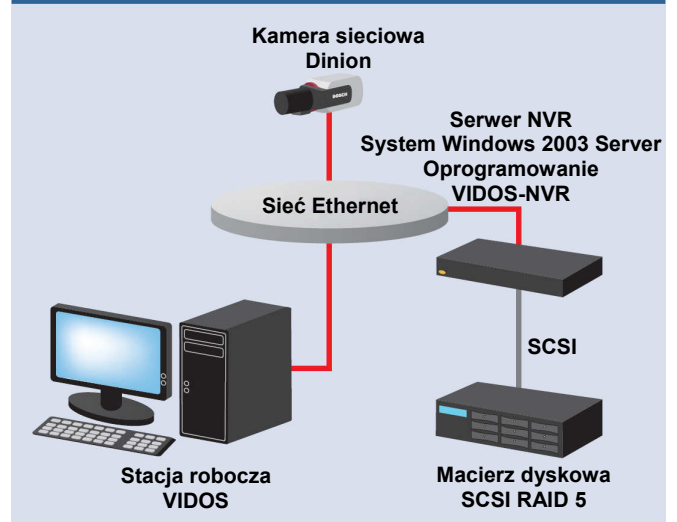 Kamera sieciowa
Dinion
BOSCH
Serwer NVR
System Windows 2003 Server
Oprogramowanie
VIDOS-NVR
Sieć Ethernet
SCSI
Stacja robocza
VIDOS
Macierz dyskowa
SCSI RAID 5